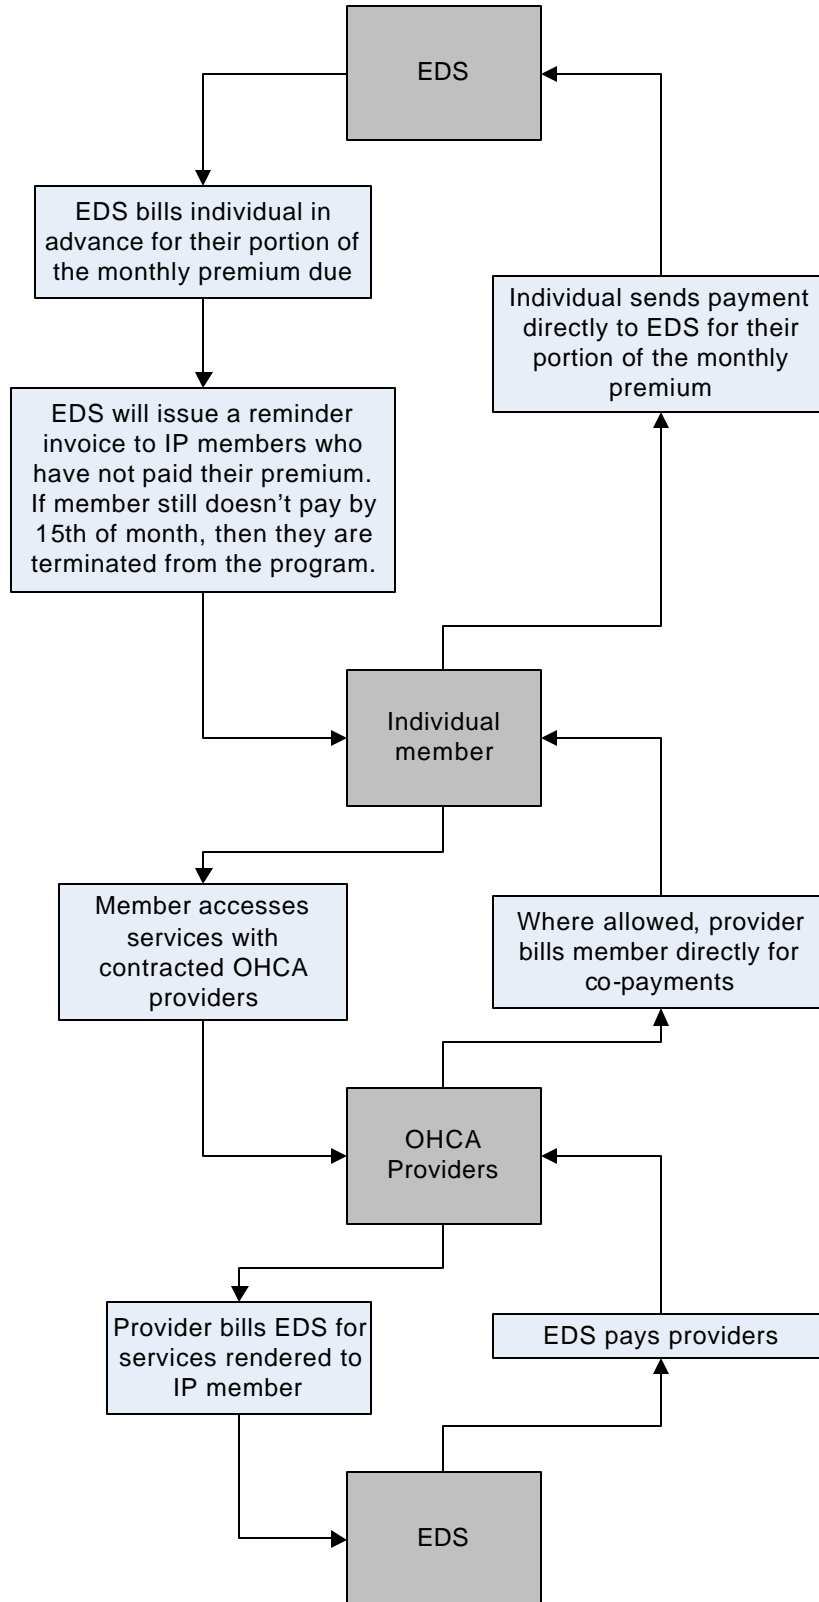 EDS
EDS bills individual in
advance for their portion of
the monthly premium due
Individual sends payment
directly to EDS for their
portion of the monthly
premium
EDS will issue a reminder
invoice to IP members who
have not paid their premium.
If member still doesn't pay by
15th of month, then they are
terminated from the program.
Individual
member
Member accesses
services with
contracted OHCA
providers
Where allowed, provider
bills member directly for
co-payments
OHCA
Providers
Provider bills EDS for
services rendered to
IP member
EDS pays providers
EDS